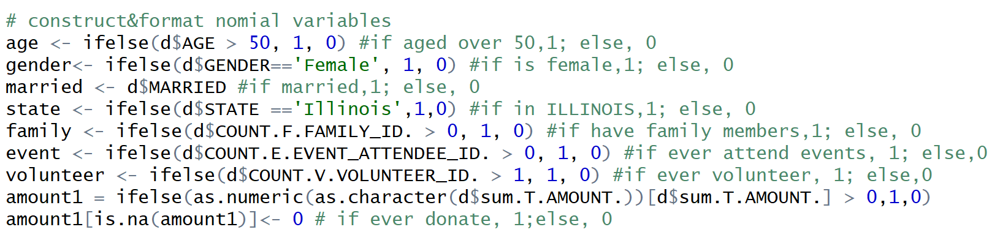 # construct&format nomial variables
age <- ifelse(d$AGE > 50, 1, 0) #if aged over 50,1; else, 0
gender<- ifelse(d$GENDER=='Female', 1, 0) #if is female,1; else, 0
married <- d$MARRIED #if married,1; else, 0
state <- ifelse(d$STATE =='Illinois',1,0) #if in ILLINOIS,1; else, 0
family <- ifelse(d$COUNT.F.FAMILY_ID. > 0, 1, 0) #if have family members,1; else, 0
event <- ifelse(d$COUNT.E.EVENT_ATTENDEE_ID. > 0, 1, 0) #if ever attend events, 1; else,0
volunteer <- ifelse(d$COUNT.V.VOLUNTEER_ID. > 1, 1, 0) #if ever volunteer, 1; else,0
amount1 = ifelse(as.numeric(as.character(d$sum.T.AMOUNT.))[d$sum.T.AMOUNT.] > 0,1,0)
amount1[is.na(amount1)]<- 0 # if ever donate, 1;else, 0